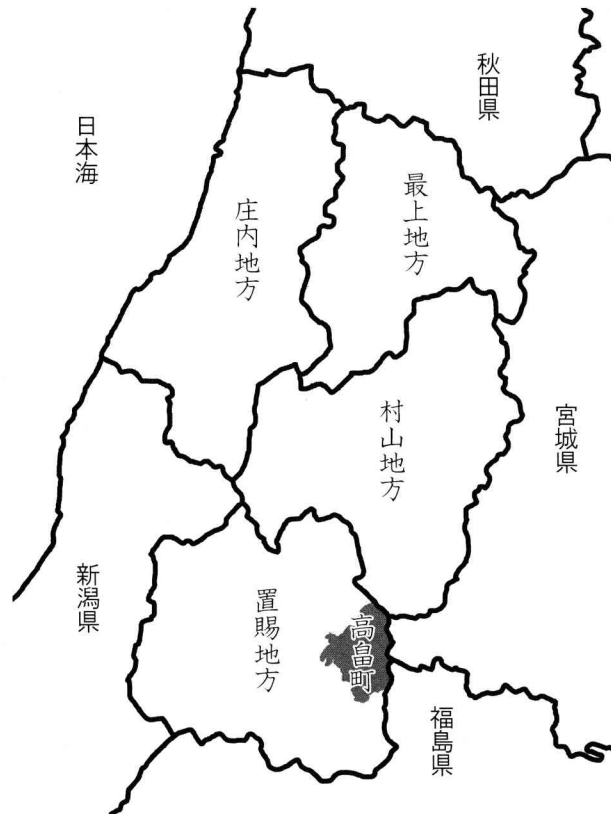 秋田県
日本海
最上地方
庄内地方
宮城県
村山地方
新潟県
置賜地方
高畠町
福島県